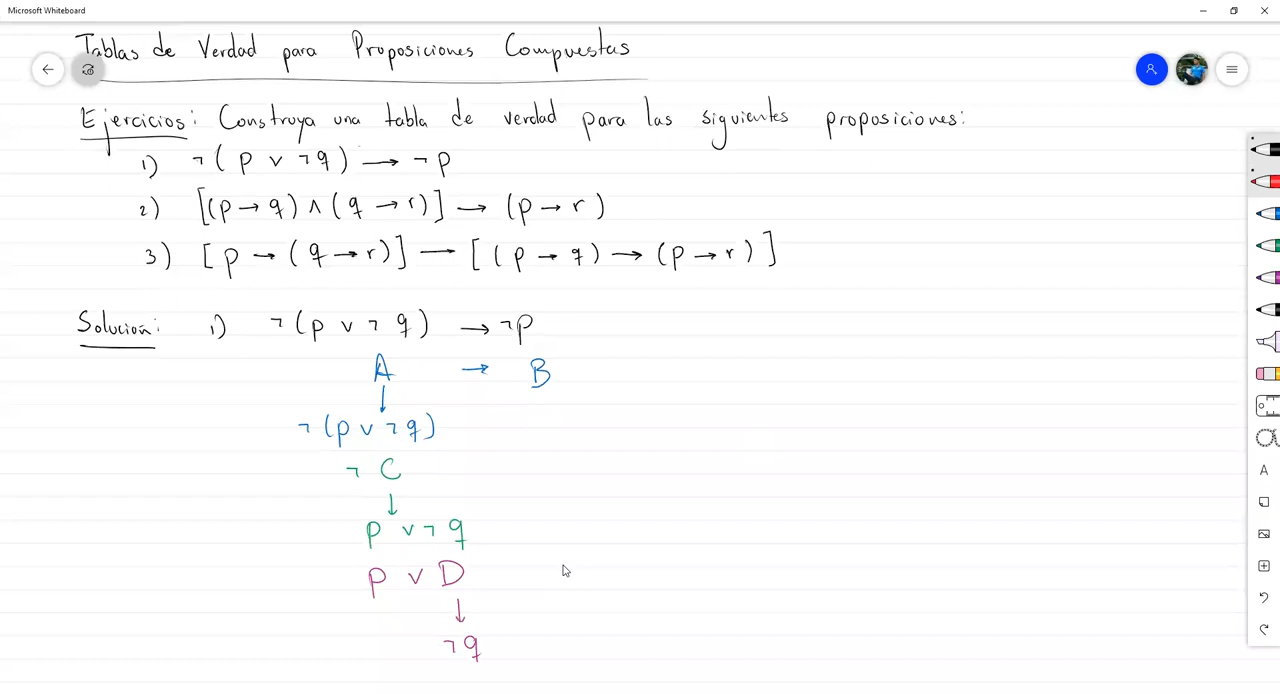 Microsoft Whiteboard
Tablas de Verdad para Proposiciones Compuestas
Ejercicios: Construya una tabla de verdad para las siguientes proposiciones:
1) ¬(p ∨ ¬q) → ¬p
2) [(p → q) ∧ (q → r)] → (p → r)
3) [p → (q → r)] → [(p → q) → (p → r)]
Solución: 1) ¬(p ∨ ¬q) → ¬p
A → B
↓
¬(p ∨ ¬q)
¬C
↓
p ∨ ¬q
p ∨ D
↓
¬q
A